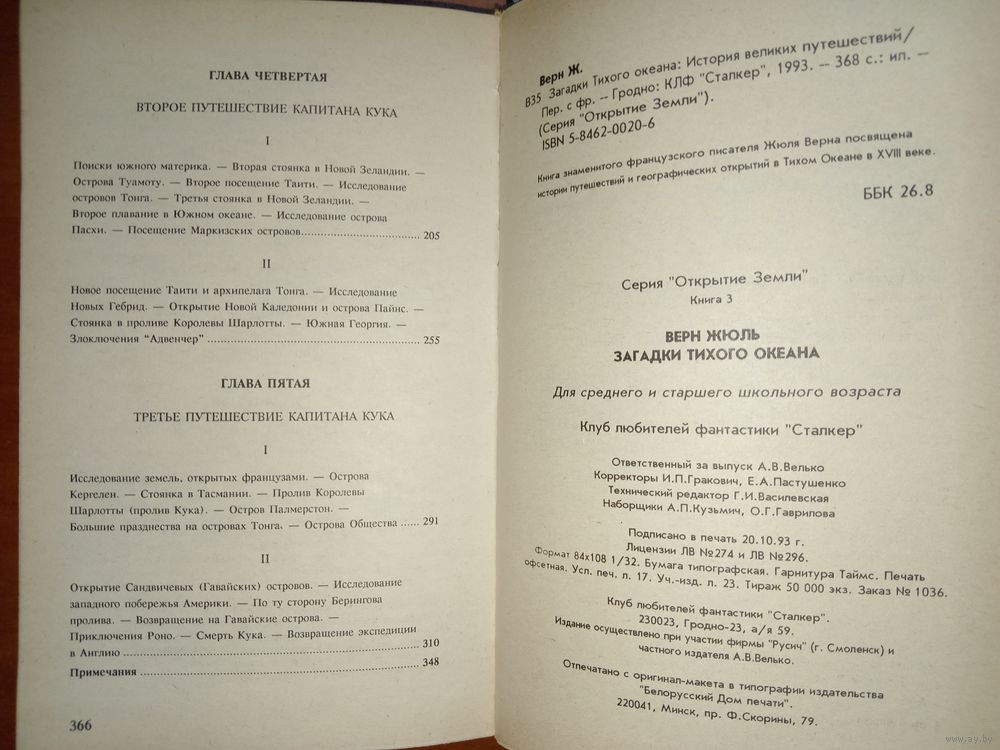 ГЛАВА ЧЕТВЕРТАЯ
ВТОРОЕ ПУТЕШЕСТВИЕ КАПИТАНА КУКА
I
Поиски южного материка. — Вторая стоянка в Новой Зеландии. —
Острова Туамоту. — Второе посещение Таити. — Исследование
островов Тонга. — Третья стоянка в Новой Зеландии. —
Второе плавание в Южном океане. — Исследование острова
Пасхи. — Посещение Маркизских островов.................................... 205
II
Новое посещение Таити и архипелага Тонга. — Исследование
Новых Гебрид. — Открытие Новой Каледонии и острова Пайнс. —
Стоянка в проливе Королевы Шарлотты. — Южная Георгия. —
Злоключения "Адвенчер" ................................................................ 255
ГЛАВА ПЯТАЯ
ТРЕТЬЕ ПУТЕШЕСТВИЕ КАПИТАНА КУКА
I
Исследование земель, открытых французами. — Острова
Кергелен. — Стоянка в Тасмании. — Пролив Королевы
Шарлотты (пролив Кука). — Остров Палмерстон. —
Большие празднества на островах Тонга. — Острова Общества ...... 291
II
Открытие Сандвичевых (Гавайских) островов. — Исследование
западного побережья Америки. — По ту сторону Берингова
пролива. — Возвращение на Гавайские острова. —
Приключения Роно. — Смерть Кука. — Возвращение экспедиции
в Англию ........................................................................................ 310
Примечания ..................................................................................... 348
366
Верн Ж.
В35 Загадки Тихого океана: История великих путешествий/
Пер. с фр. — Гродно: КЛФ "Сталкер", 1993. — 368 с.: ил. —
(Серия "Открытие Земли").
ISBN 5-8462-0020-6
Книга знаменитого французского писателя Жюля Верна посвящена
истории путешествий и географических открытий в Тихом Океане в XVIII веке.
ББК 26.8
Серия "Открытие Земли"
Книга 3
ВЕРН ЖЮЛЬ
ЗАГАДКИ ТИХОГО ОКЕАНА
Для среднего и старшего школьного возраста
Клуб любителей фантастики "Сталкер"
Ответственный за выпуск А.В.Велько
Корректоры И.П.Гракович, Е.А.Пастушенко
Технический редактор Г.И.Василевская
Наборщики А.П.Кузьмич, О.Г.Гаврилова
Подписано в печать 20.10.93 г.
Лицензии ЛВ №274 и ЛВ №296.
Формат 84х108 1/32. Бумага типографская. Гарнитура Таймс. Печать
офсетная. Усл. печ. л. 17. Уч.-изд. л. 23. Тираж 50 000 экз. Заказ № 1036.
Клуб любителей фантастики "Сталкер".
230023, Гродно-23, а/я 59.
Издание осуществлено при участии фирмы "Русич" (г. Смоленск) и
частного издателя А.В.Велько.
Отпечатано с оригинал-макета в типографии издательства
"Белорусский Дом печати".
220041, Минск, пр. Ф.Скорины, 79.
www.ay.by